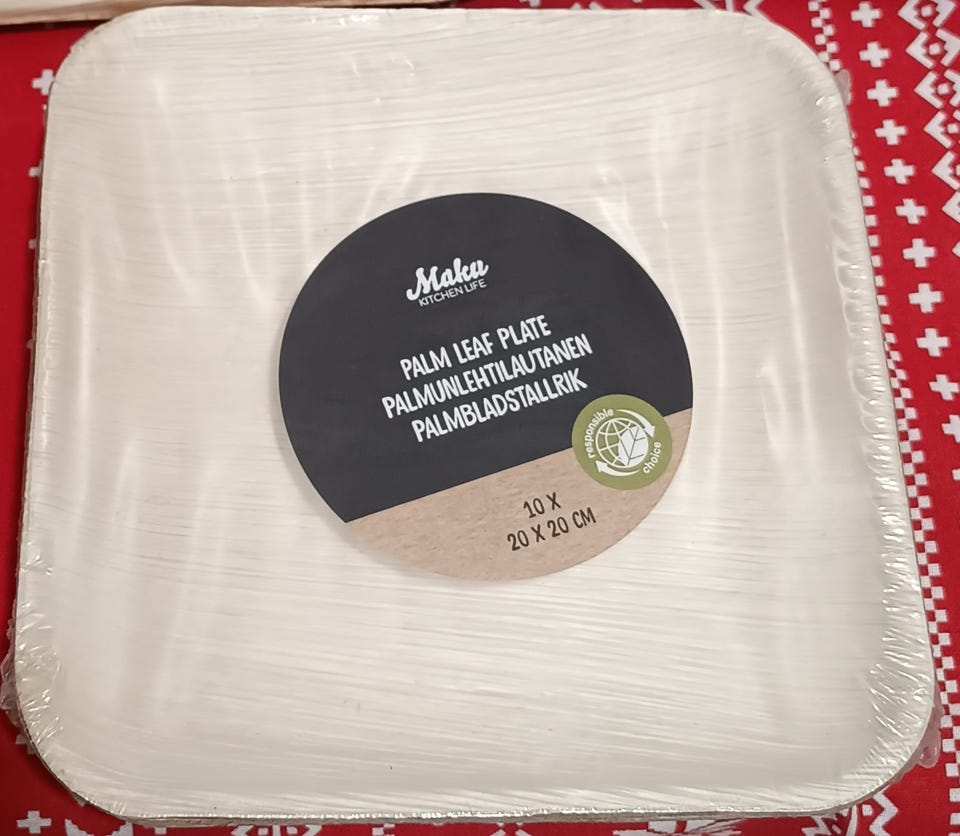 Maku
KITCHEN LIFE
PALM LEAF PLATE
PALMUNLEHTILAUTANEN
PALMBLADSTALLRIK
responsible
choice
10 X
20 X 20 CM